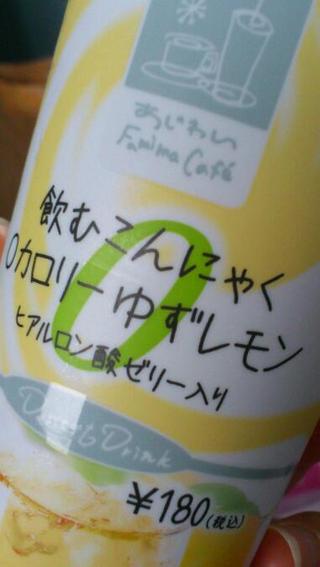 あじわい
Famima Café
飲むこんにゃく
0カロリーゆずレモン
ヒアルロン酸ゼリー入り
Dessert Drink
¥180(税込)